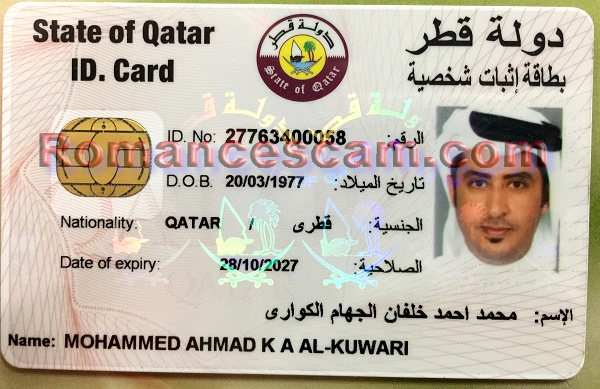 State of Qatar
ID. Card
دولة قطر
بطاقة إثبات شخصية
دولة قطر
State of Qatar
ID. No: 27763400058 الرقم:
Romancescam.com
D.O.B. 20/03/1977 تاريخ الميلاد:
Nationality: QATAR / قطرى الجنسية:
Date of expiry: 28/10/2027 الصلاحية:
الإسم: محمد احمد خلفان الجهام الكوارى
Name: MOHAMMED AHMAD K A AL-KUWARI